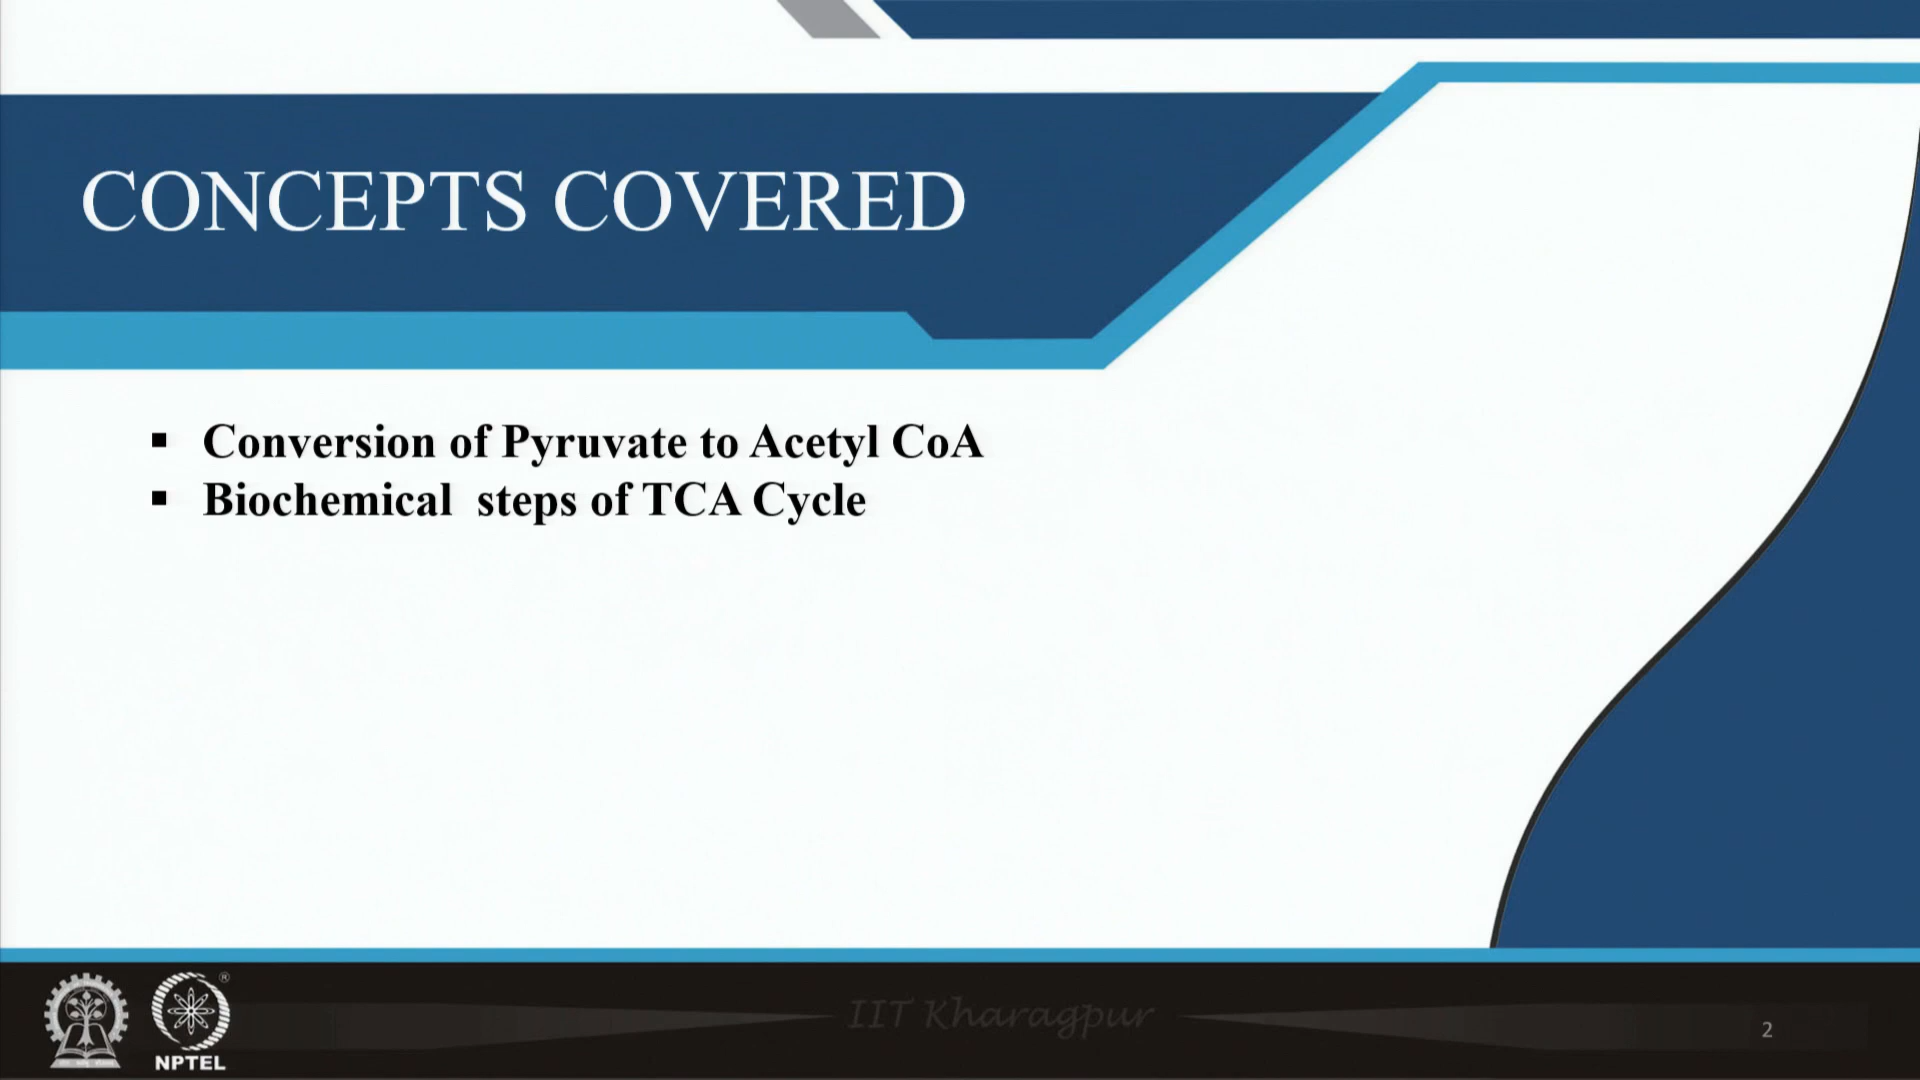 CONCEPTS COVERED
▪ Conversion of Pyruvate to Acetyl CoA
▪ Biochemical steps of TCA Cycle
®
NPTEL
IIT Kharagpur
2